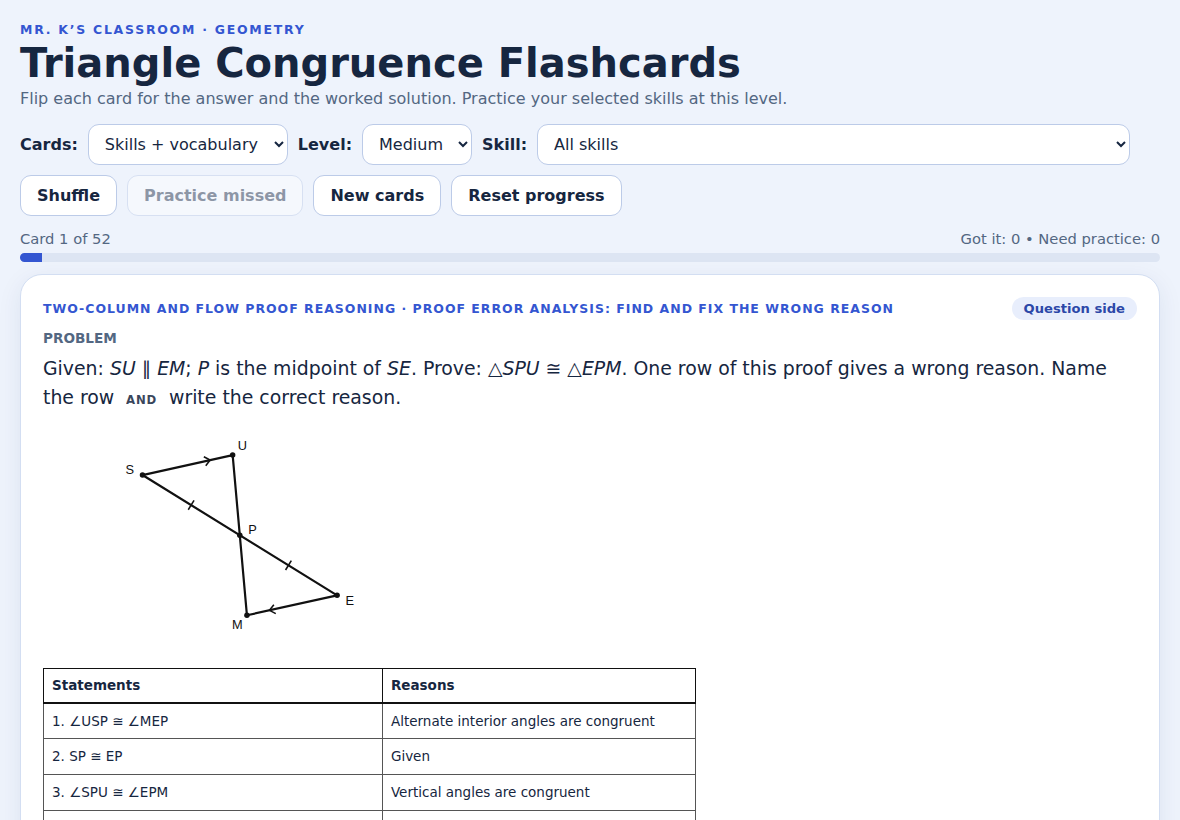 MR. K’S CLASSROOM · GEOMETRY
Triangle Congruence Flashcards
Flip each card for the answer and the worked solution. Practice your selected skills at this level.
Cards: Skills + vocabulary Level: Medium Skill: All skills
Shuffle Practice missed New cards Reset progress
Card 1 of 52 Got it: 0 • Need practice: 0
TWO-COLUMN AND FLOW PROOF REASONING · PROOF ERROR ANALYSIS: FIND AND FIX THE WRONG REASON Question side
PROBLEM
Given: SU ∥ EM; P is the midpoint of SE. Prove: △SPU ≅ △EPM. One row of this proof gives a wrong reason. Name
the row AND write the correct reason.
U
S
P
E
M
Statements Reasons
1. ∠USP ≅ ∠MEP Alternate interior angles are congruent
2. SP ≅ EP Given
3. ∠SPU ≅ ∠EPM Vertical angles are congruent